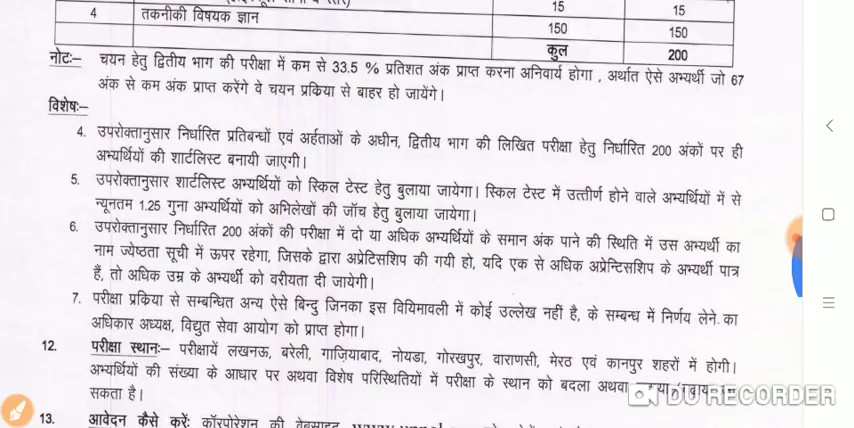 15 15
4 तकनीकी विषयक ज्ञान 150 150
कुल 200
नोटः– चयन हेतु द्वितीय भाग की परीक्षा में कम से 33.5 % प्रतिशत अंक प्राप्त करना अनिवार्य होगा , अर्थात ऐसे अभ्यर्थी जो 67
अंक से कम अंक प्राप्त करेंगे वे चयन प्रकिया से बाहर हो जायेंगे।
विशेषः–
4. उपरोक्तानुसार निर्धारित प्रतिबन्धों एवं अर्हताओं के अधीन, द्वितीय भाग की लिखित परीक्षा हेतु निर्धारित 200 अंकों पर ही
अभ्यर्थियों की शार्टलिस्ट बनायी जाएगी।
5. उपरोक्तानुसार शार्टलिस्ट अभ्यर्थियों को स्किल टेस्ट हेतु बुलाया जायेगा। स्किल टेस्ट में उत्तीर्ण होने वाले अभ्यर्थियों में से
न्यूनतम 1.25 गुना अभ्यर्थियों को अभिलेखों की जाँच हेतु बुलाया जायेगा।
6. उपरोक्तानुसार निर्धारित 200 अंकों की परीक्षा में दो या अधिक अभ्यर्थियों के समान अंक पाने की स्थिति में उस अभ्यर्थी का
नाम ज्येष्ठता सूची में ऊपर रहेगा, जिसके द्वारा अप्रेटिसशिप की गयी हो, यदि एक से अधिक अप्रेन्टिसशिप के अभ्यर्थी पात्र
हैं, तो अधिक उम्र के अभ्यर्थी को वरीयता दी जायेगी।
7. परीक्षा प्रकिया से सम्बन्धित अन्य ऐसे बिन्दु जिनका इस वियिमावली में कोई उल्लेख नहीं है, के सम्बन्ध में निर्णय लेने का
अधिकार अध्यक्ष, विद्युत सेवा आयोग को प्राप्त होगा।
12. परीक्षा स्थानः– परीक्षायें लखनऊ, बरेली, गाज़ियाबाद, नोयडा, गोरखपुर, वाराणसी, मेरठ एवं कानपुर शहरों में होगी।
अभ्यर्थियों की संख्या के आधार पर अथवा विशेष परिस्थितियों में परीक्षा के स्थान को बदला अथवा
सकता है।
DU RECORDER
13. आवेदन कैसे करें: कॉरपोरेशन की वेबसाइट